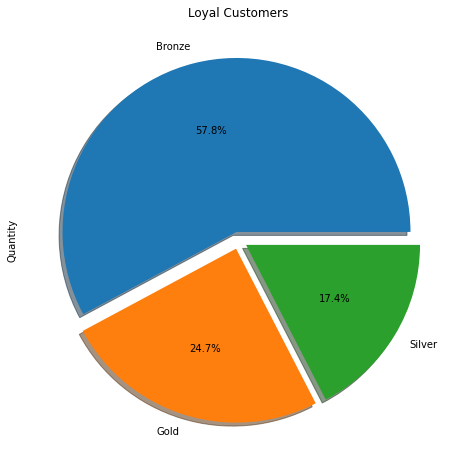 Loyal Customers
Bronze
57.8%
Quantity
17.4%
24.7%
Silver
Gold